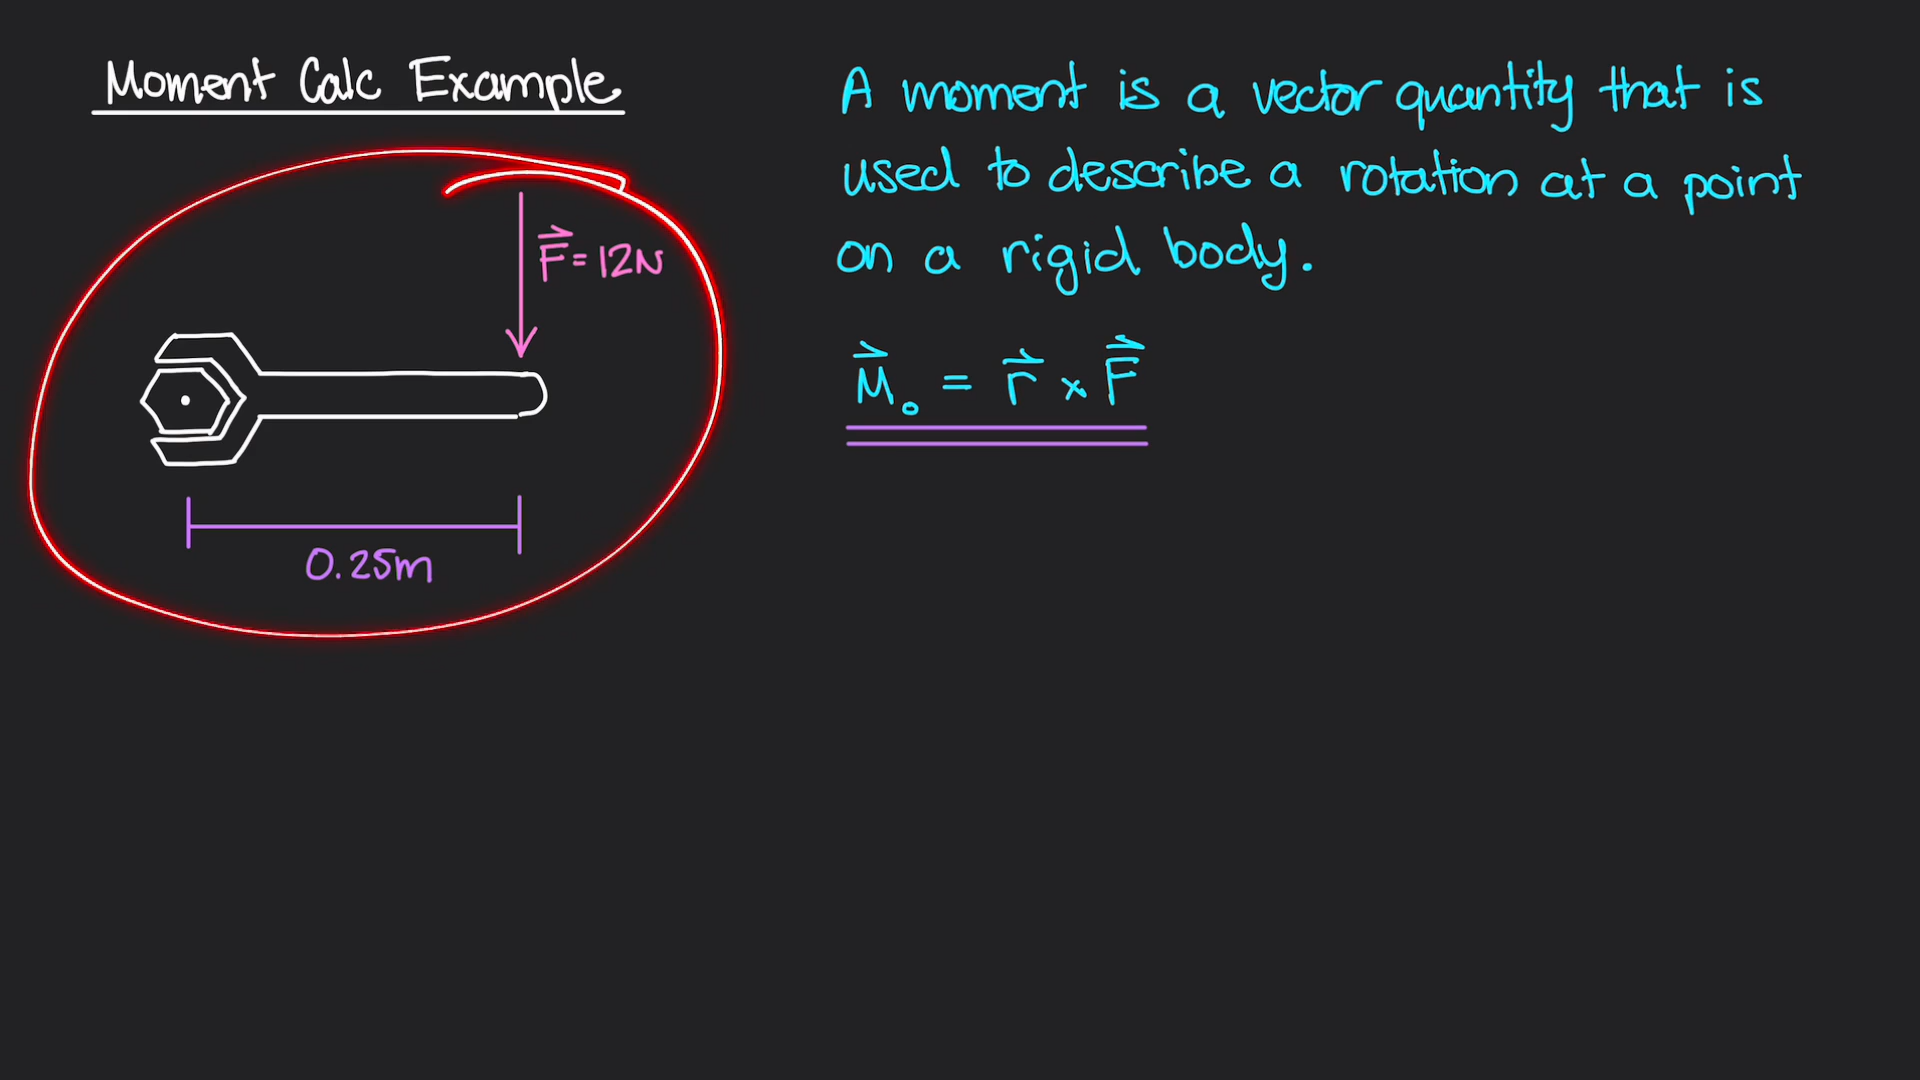 Moment Calc Example
F⃗ = 12N
0.25m
A moment is a vector quantity that is
used to describe a rotation at a point
on a rigid body.
M⃗₀ = r⃗ × F⃗